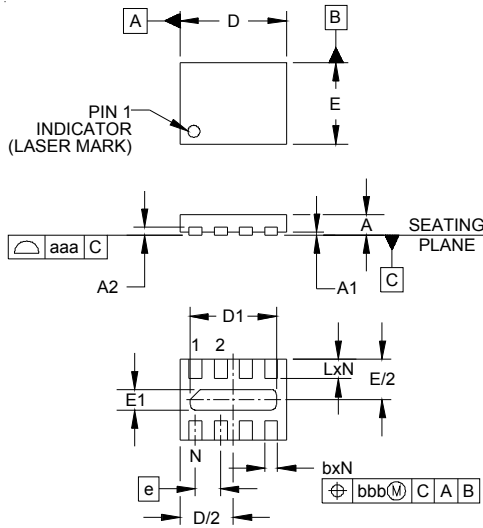 A
D
B
E
PIN 1
INDICATOR
(LASER MARK)
A
SEATING
PLANE
aaa C
C
A2
A1
D1
1 2
LxN
E/2
E1
N
bxN
e
bbb Ⓜ C A B
D/2